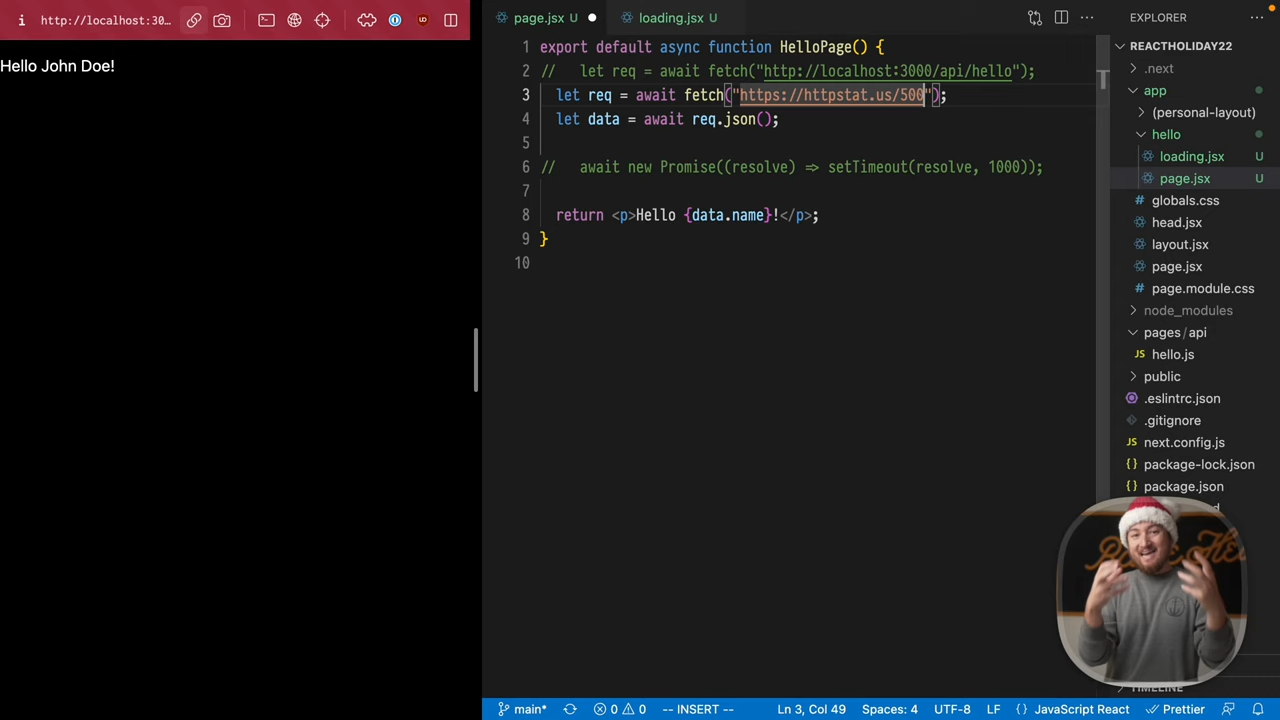 http://localhost:30...
Hello John Doe!
page.jsx U
loading.jsx U
1 export default async function HelloPage() {
2 // let req = await fetch("http://localhost:3000/api/hello");
3 let req = await fetch("https://httpstat.us/500");
4 let data = await req.json();
5
6 // await new Promise((resolve) => setTimeout(resolve, 1000));
7
8 return <p>Hello {data.name}!</p>;
9 }
10
EXPLORER
REACTHOLIDAY22
.next
app
(personal-layout)
hello
loading.jsx U
page.jsx U
globals.css
head.jsx
layout.jsx
page.jsx
page.module.css
node_modules
pages/api
JS hello.js
public
.eslintrc.json
.gitignore
JS next.config.js
package-lock.json
package.json
TIMELINE
main* 0 0 -- INSERT -- Ln 3, Col 49 Spaces: 4 UTF-8 LF {} JavaScript React Prettier